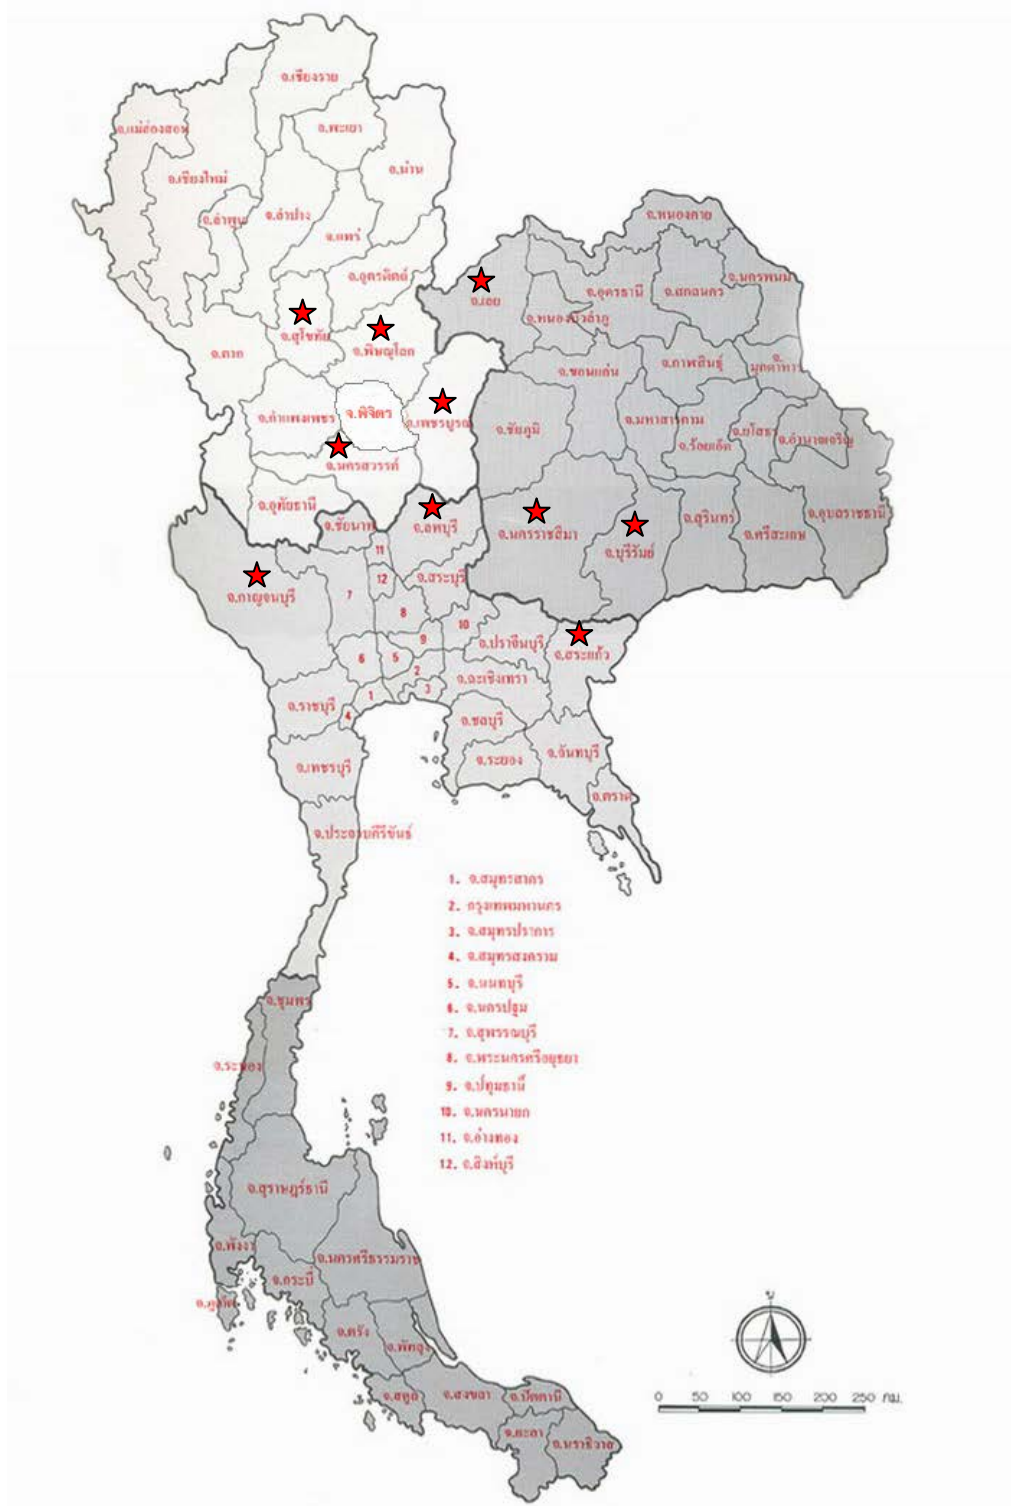 จ.เชียงราย
จ.แม่ฮ่องสอน
จ.พะเยา
จ.เชียงใหม่
จ.น่าน
จ.ลำพูน
จ.ลำปาง
จ.แพร่
จ.อุตรดิตถ์
จ.หนองคาย
จ.เลย
จ.อุดรธานี
จ.สกลนคร
จ.นครพนม
จ.หนองบัวลำภู
จ.สุโขทัย
จ.พิษณุโลก
จ.ตาก
จ.ขอนแก่น
จ.กาฬสินธุ์
จ.มุกดาหาร
จ.กำแพงเพชร
จ.พิจิตร
จ.เพชรบูรณ์
จ.ชัยภูมิ
จ.มหาสารคาม
จ.ร้อยเอ็ด
จ.ยโสธร
จ.อำนาจเจริญ
จ.นครสวรรค์
จ.อุทัยธานี
จ.ชัยนาท
จ.ลพบุรี
จ.นครราชสีมา
จ.บุรีรัมย์
จ.สุรินทร์
จ.ศรีสะเกษ
จ.อุบลราชธานี
จ.กาญจนบุรี
11
12
จ.สระบุรี
7
8
10
9
จ.ปราจีนบุรี
จ.สระแก้ว
6
5
2
จ.ฉะเชิงเทรา
3
1
4
จ.ราชบุรี
จ.ชลบุรี
จ.ระยอง
จ.จันทบุรี
จ.เพชรบุรี
จ.ตราด
จ.ประจวบคีรีขันธ์
1. จ.สมุทรสาคร
2. กรุงเทพมหานคร
3. จ.สมุทรปราการ
4. จ.สมุทรสงคราม
5. จ.นนทบุรี
6. จ.นครปฐม
7. จ.สุพรรณบุรี
8. จ.พระนครศรีอยุธยา
9. จ.ปทุมธานี
10. จ.นครนายก
11. จ.อ่างทอง
12. จ.สิงห์บุรี
จ.ชุมพร
จ.ระนอง
จ.สุราษฎร์ธานี
จ.พังงา
จ.นครศรีธรรมราช
จ.กระบี่
จ.ภูเก็ต
จ.ตรัง
จ.พัทลุง
จ.สตูล
จ.สงขลา
จ.ปัตตานี
จ.ยะลา
จ.นราธิวาส
น
0 50 100 150 200 250 กม.